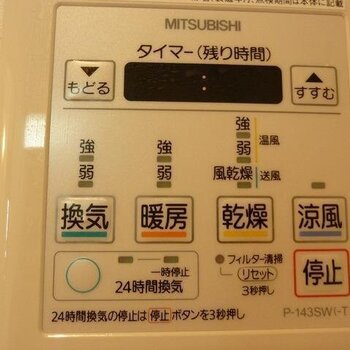 MITSUBISHI
タイマー(残り時間)
もどる
すすむ
強 強 強 温風
弱 弱 弱
風乾燥 送風
換気 暖房 乾燥 涼風
一時停止
24時間換気
フィルター清掃
リセット
3秒押し
停止
24時間換気の停止は 停止 ボタンを3秒押し
P-143SW